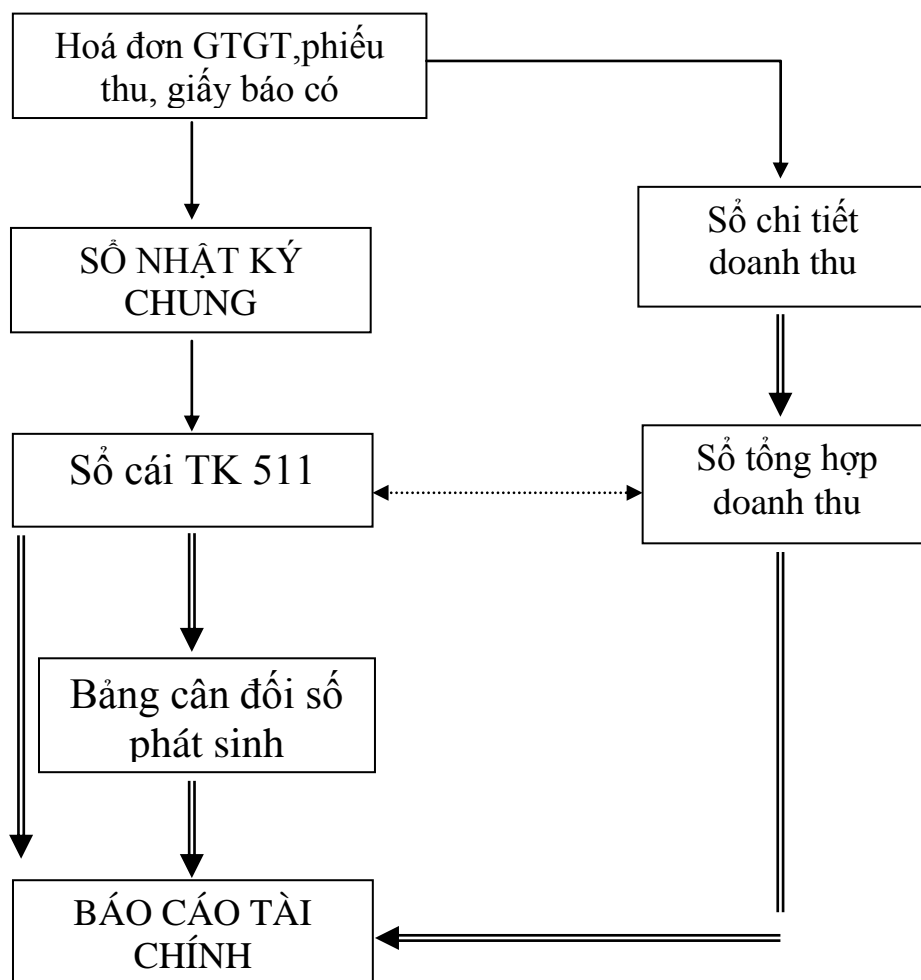 Hoá đơn GTGT,phiếu
thu, giấy báo có
Sổ chi tiết
doanh thu
SỔ NHẬT KÝ
CHUNG
Sổ cái TK 511
Sổ tổng hợp
doanh thu
Bảng cân đối số
phát sinh
BÁO CÁO TÀI
CHÍNH